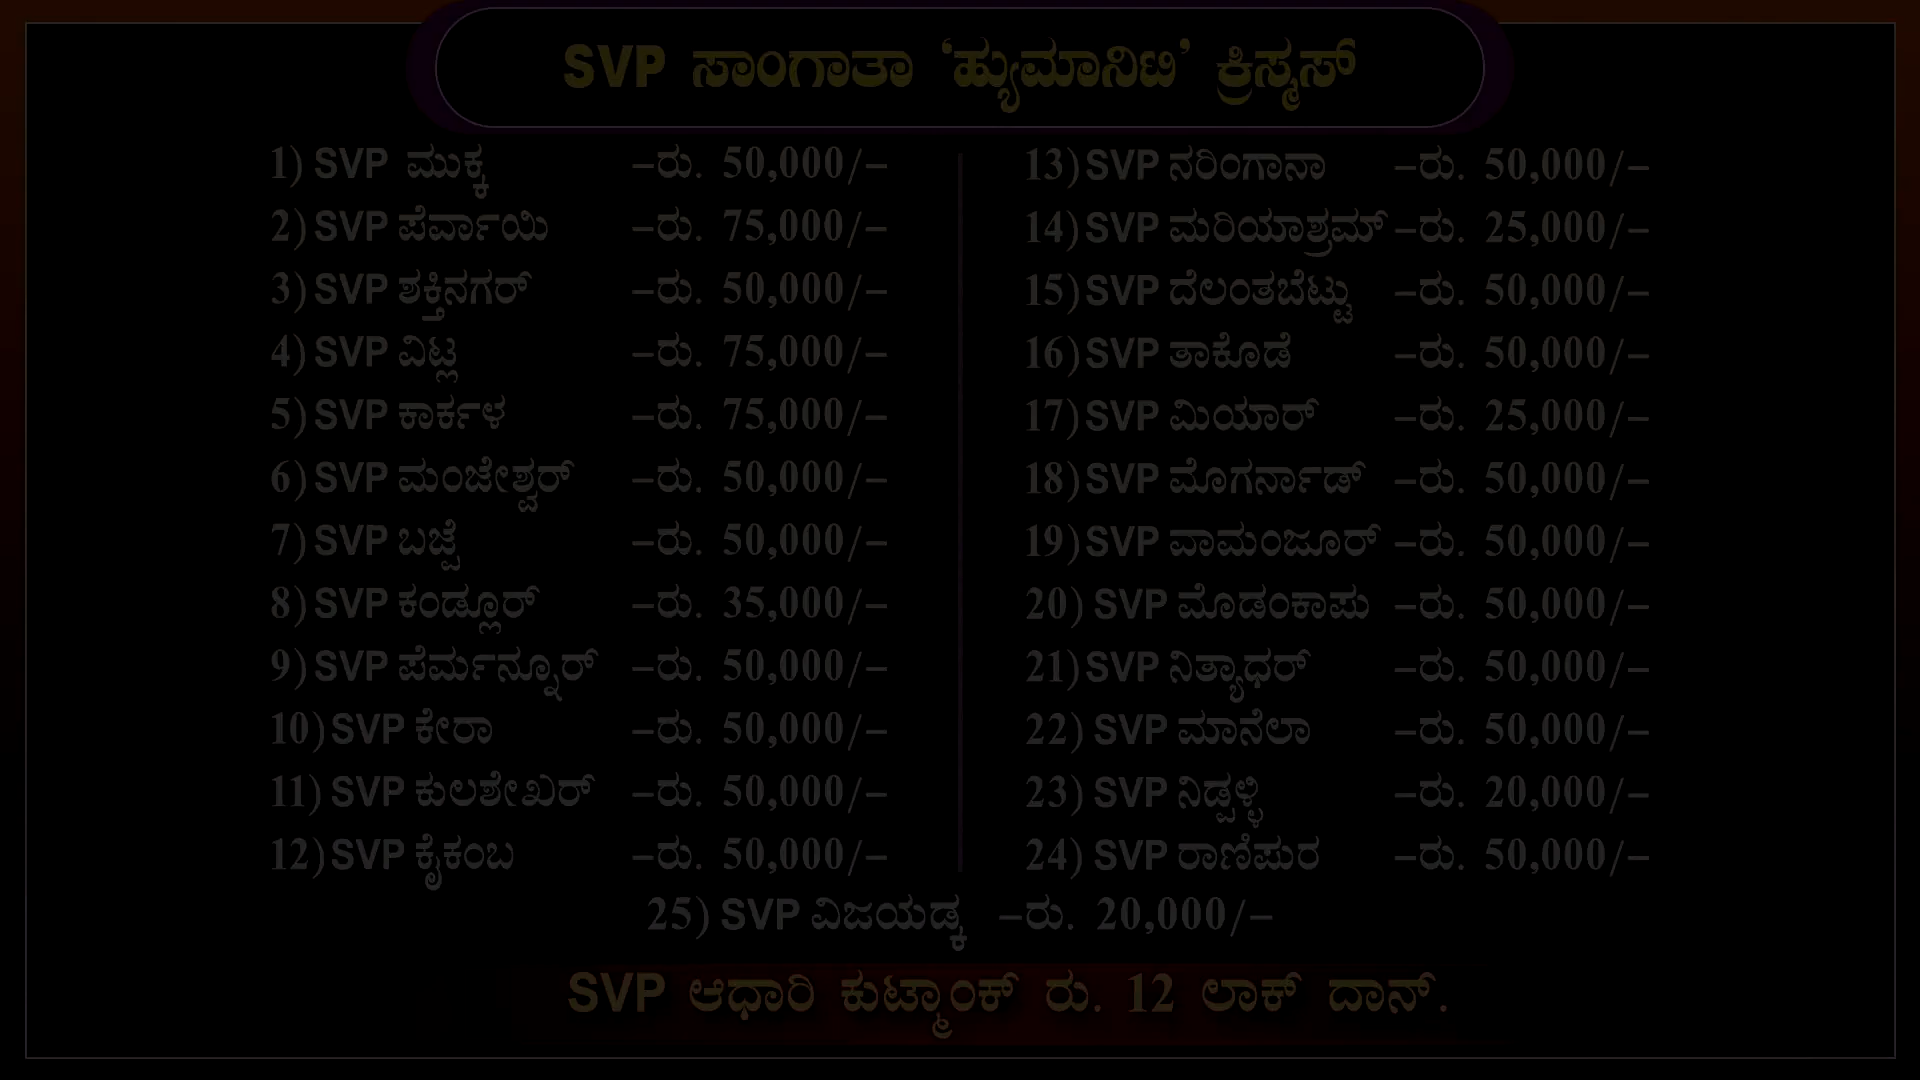 SVP ಸಾಂಗಾತಾ ‘ಹ್ಯುಮಾನಿಟಿ’ ಕ್ರಿಸ್ಮಸ್
1) SVP ಮುಕ್ಕ –ರು. 50,000/–
2) SVP ಪೆರ್ವಾಯಿ –ರು. 75,000/–
3) SVP ಶಕ್ತಿನಗರ್ –ರು. 50,000/–
4) SVP ವಿಟ್ಲ –ರು. 75,000/–
5) SVP ಕಾರ್ಕಳ –ರು. 75,000/–
6) SVP ಮಂಜೇಶ್ವರ್ –ರು. 50,000/–
7) SVP ಬಜ್ಪೆ –ರು. 50,000/–
8) SVP ಕಂಡ್ಲೂರ್ –ರು. 35,000/–
9) SVP ಪೆರ್ಮನ್ನೂರ್ –ರು. 50,000/–
10) SVP ಕೇರಾ –ರು. 50,000/–
11) SVP ಕುಲಶೇಖರ್ –ರು. 50,000/–
12) SVP ಕೈಕಂಬ –ರು. 50,000/–
13) SVP ನರಿಂಗಾನಾ –ರು. 50,000/–
14) SVP ಮರಿಯಾಶ್ರಮ್ –ರು. 25,000/–
15) SVP ದೆಲಂತಬೆಟ್ಟು –ರು. 50,000/–
16) SVP ತಾಕೊಡೆ –ರು. 50,000/–
17) SVP ಮಿಯಾರ್ –ರು. 25,000/–
18) SVP ಮೊಗರ್ನಾಡ್ –ರು. 50,000/–
19) SVP ವಾಮಂಜೂರ್ –ರು. 50,000/–
20) SVP ಮೊಡಂಕಾಪು –ರು. 50,000/–
21) SVP ನಿತ್ಯಾಧರ್ –ರು. 50,000/–
22) SVP ಮಾನೆಲಾ –ರು. 50,000/–
23) SVP ನಿಡ್ಪಳ್ಳಿ –ರು. 20,000/–
24) SVP ರಾಣಿಪುರ –ರು. 50,000/–
25) SVP ವಿಜಯಡ್ಕ –ರು. 20,000/–
SVP ಆಧಾರಿ ಕುಟ್ಮಾಂಕ್ ರು. 12 ಲಾಕ್ ದಾನ್.